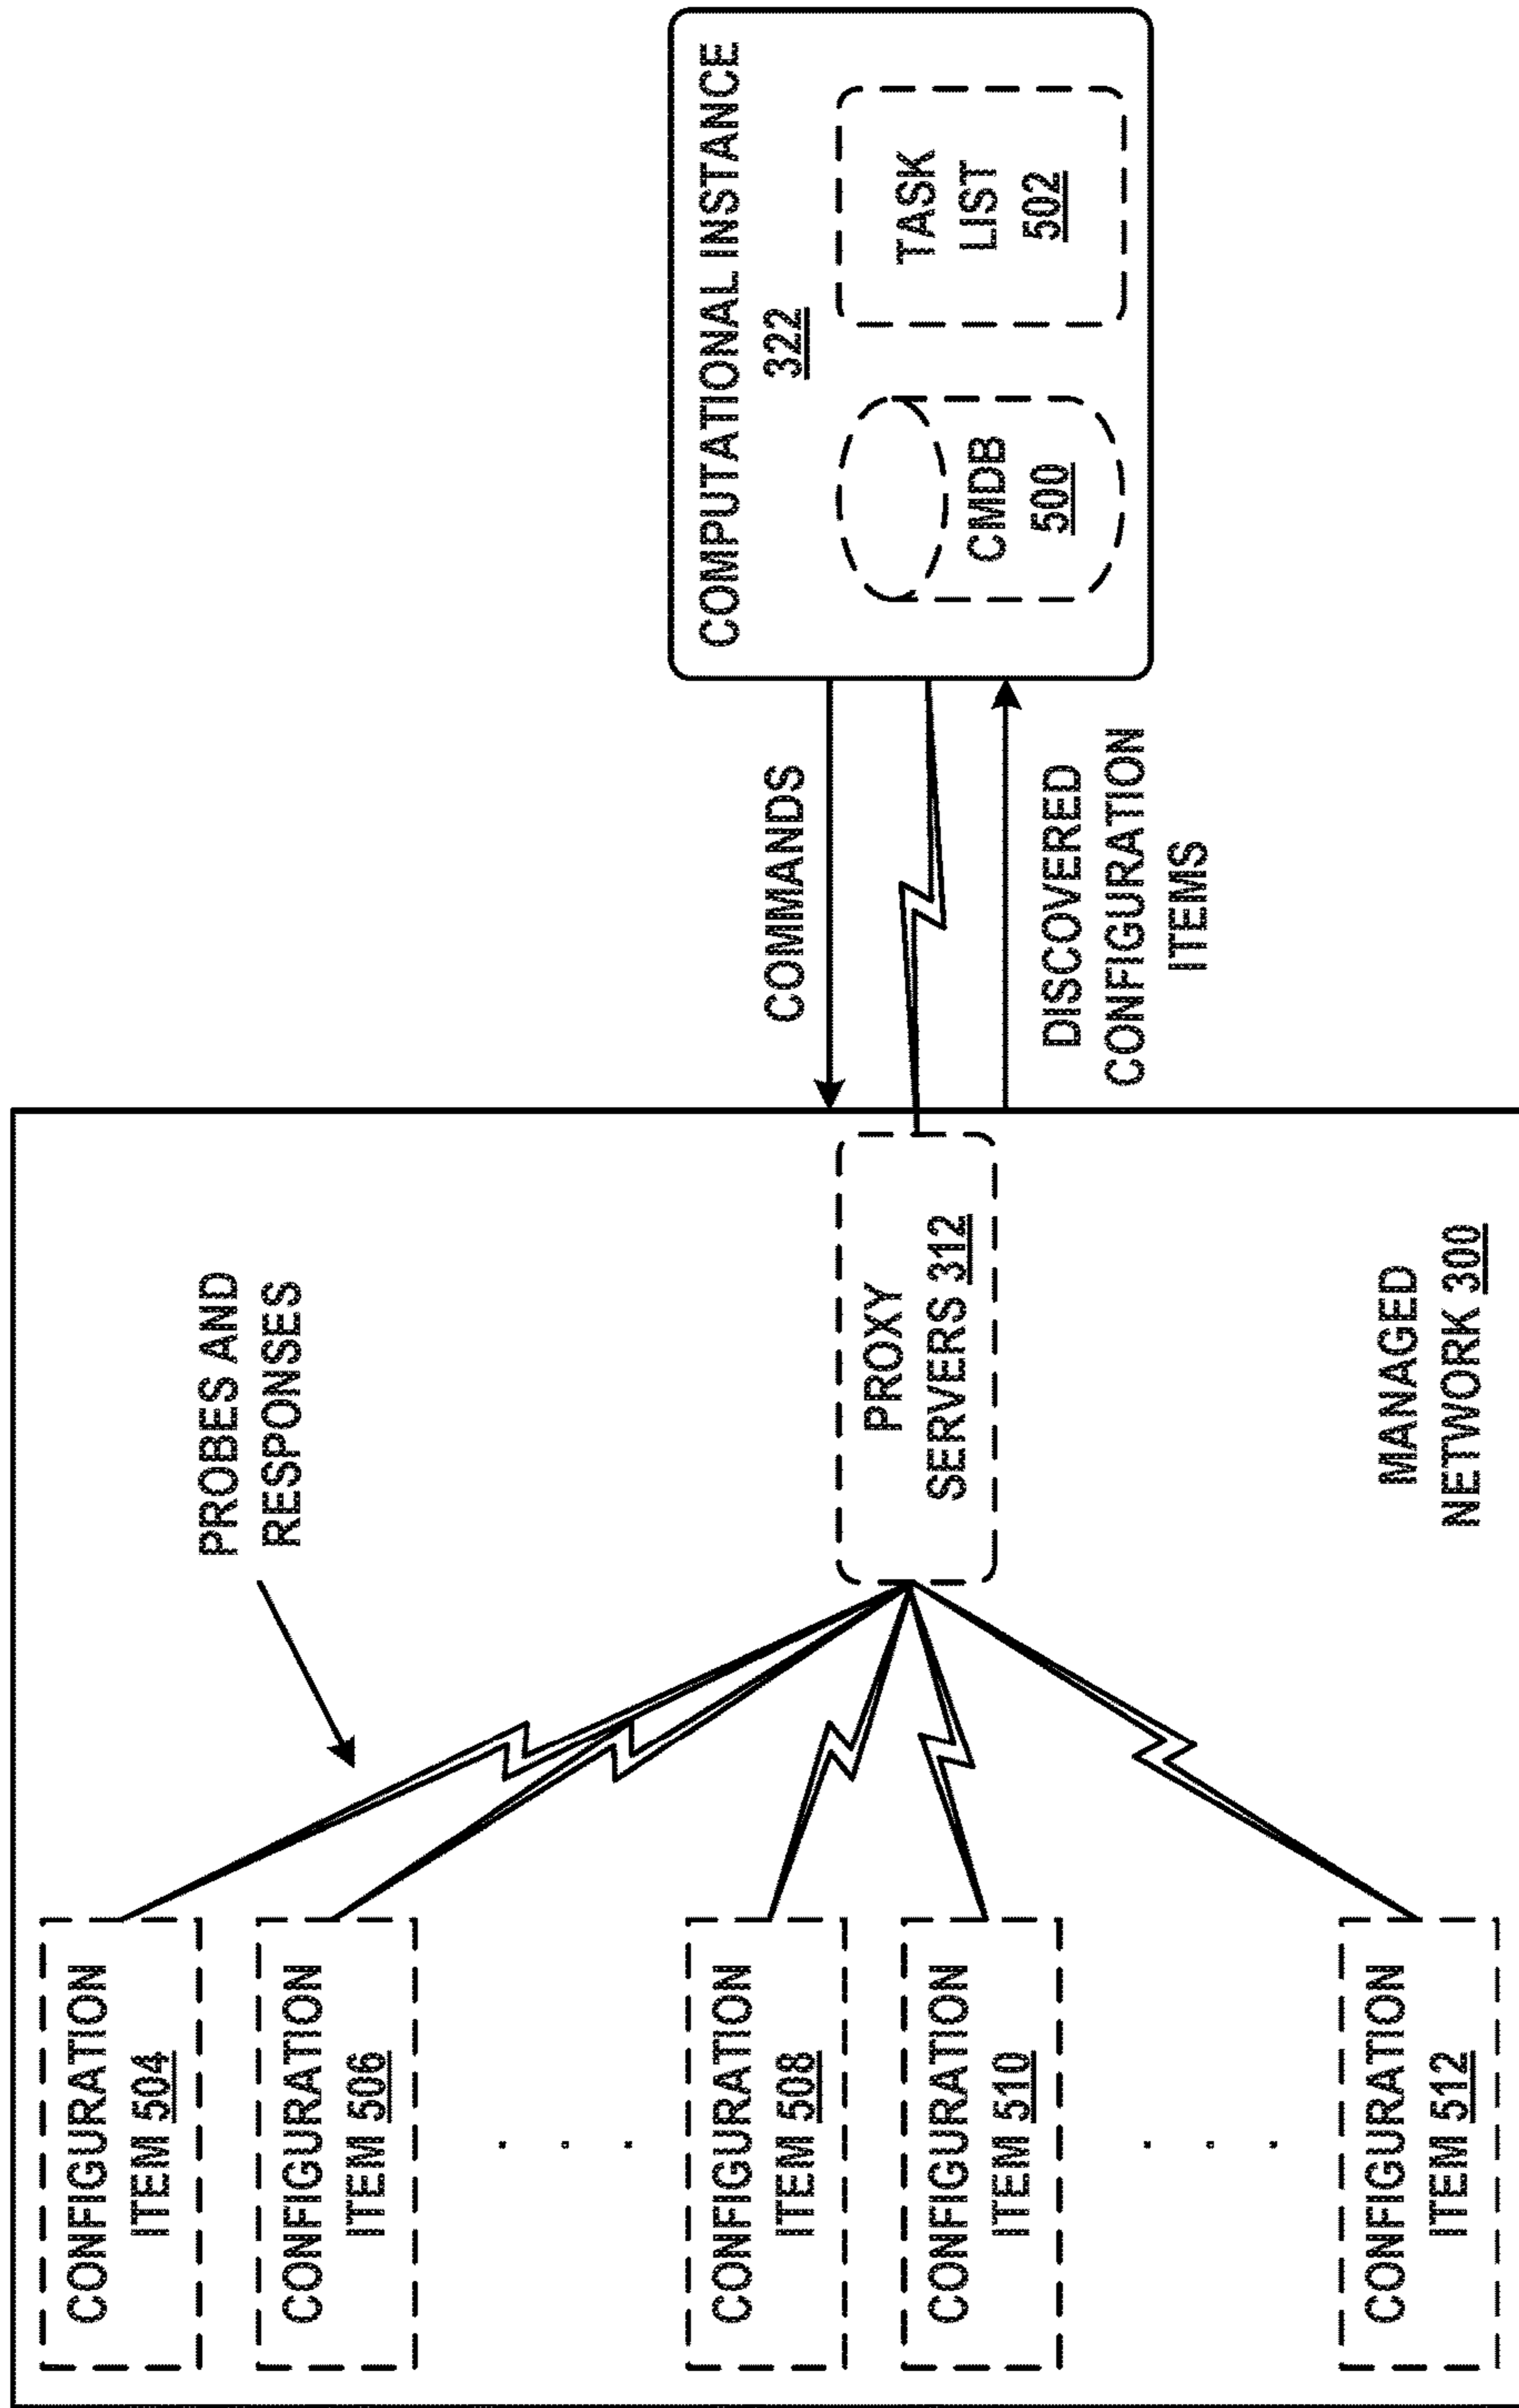 CONFIGURATION
ITEM 504
CONFIGURATION
ITEM 506
. . .
CONFIGURATION
ITEM 508
CONFIGURATION
ITEM 510
. . .
CONFIGURATION
ITEM 512
PROBES AND
RESPONSES
PROXY
SERVERS 312
MANAGED
NETWORK 300
COMMANDS
DISCOVERED
CONFIGURATION
ITEMS
COMPUTATIONAL INSTANCE
322
CMDB
500
TASK
LIST
502